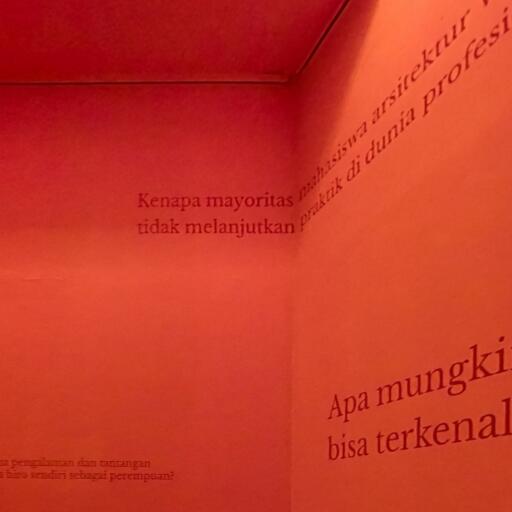 Kenapa mayoritas mahasiswa arsitektur
tidak melanjutkan praktik di dunia profesi
Apa mungki
bisa terkenal
pengalaman dan tantangan
biro sendiri sebagai perempuan?